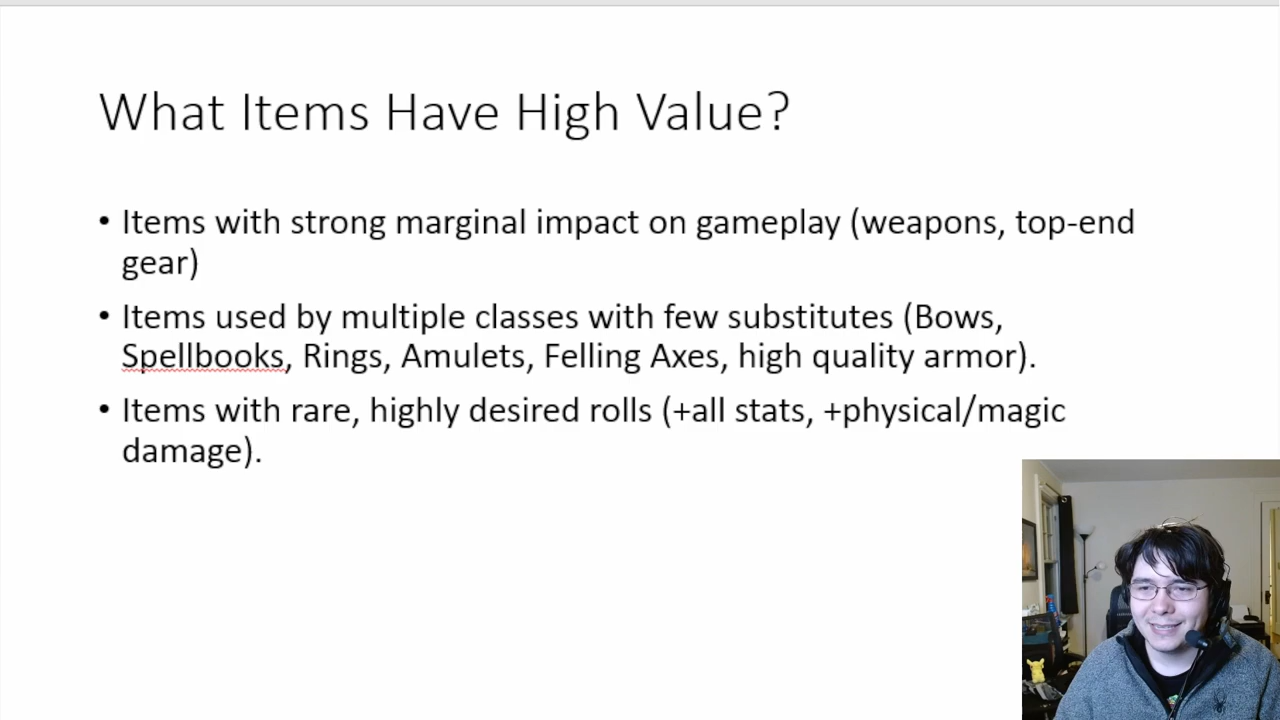 What Items Have High Value?
• Items with strong marginal impact on gameplay (weapons, top-end
gear)
• Items used by multiple classes with few substitutes (Bows,
Spellbooks, Rings, Amulets, Felling Axes, high quality armor).
• Items with rare, highly desired rolls (+all stats, +physical/magic
damage).